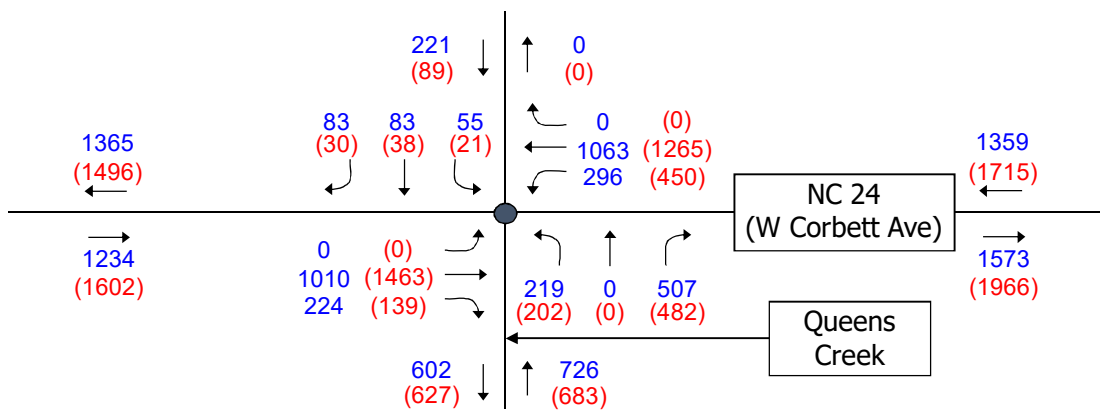 221 0
(89) (0)
83 83 55
(30) (38) (21)
0 (0)
1063 (1265)
296 (450)
1365
(1496)
1359
(1715)
NC 24
(W Corbett Ave)
1234
(1602)
0 (0)
1010 (1463)
224 (139)
219 0 507
(202) (0) (482)
1573
(1966)
Queens
Creek
602 726
(627) (683)